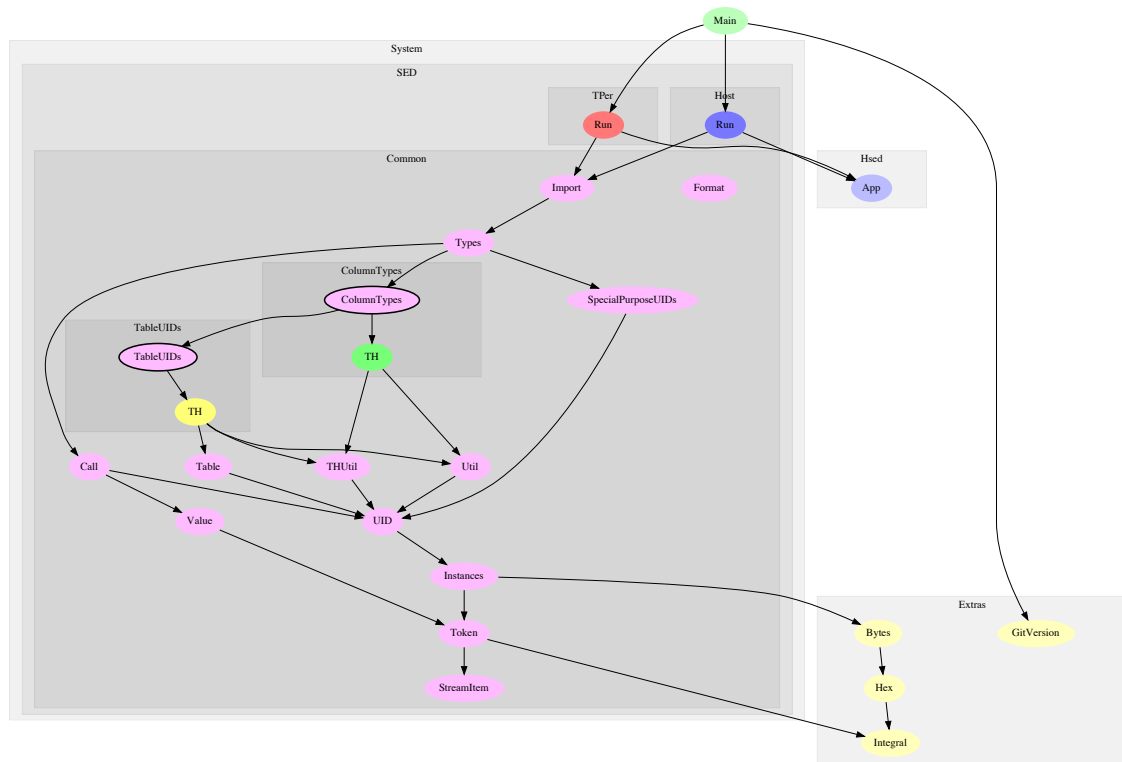 Main
System
SED
TPer
Host
Run
Run
Common
Hsed
Import
Format
App
Types
ColumnTypes
ColumnTypes
SpecialPurposeUIDs
TableUIDs
TableUIDs
TH
TH
Call
Table
THUtil
Util
Value
UID
Instances
Extras
Token
Bytes
GitVersion
StreamItem
Hex
Integral